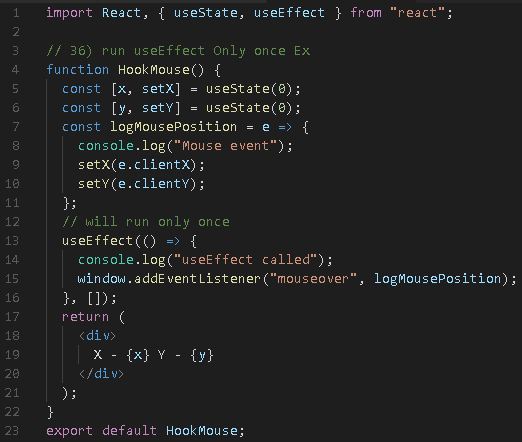 1 import React, { useState, useEffect } from "react";
2
3 // 36) run useEffect Only once Ex
4 function HookMouse() {
5   const [x, setX] = useState(0);
6   const [y, setY] = useState(0);
7   const logMousePosition = e => {
8     console.log("Mouse event");
9     setX(e.clientX);
10     setY(e.clientY);
11   };
12   // will run only once
13   useEffect(() => {
14     console.log("useEffect called");
15     window.addEventListener("mouseover", logMousePosition);
16   }, []);
17   return (
18     <div>
19       X - {x} Y - {y}
20     </div>
21   );
22 }
23 export default HookMouse;